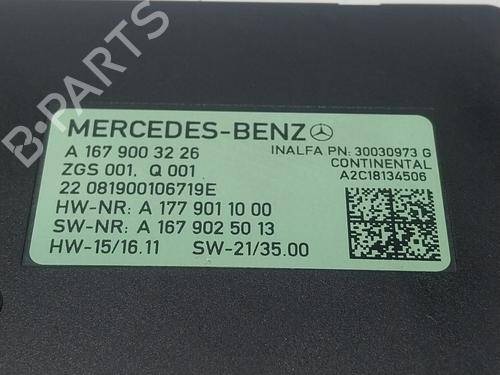 MERCEDES-BENZ
INALFA PN: 30030973 G
CONTINENTAL
A2C18134506
A 167 900 32 26
ZGS 001, Q 001
22 081900106719E
HW-NR: A 177 901 10 00
SW-NR: A 167 902 50 13
HW-15/16.11 SW-21/35.00
B-PARTS